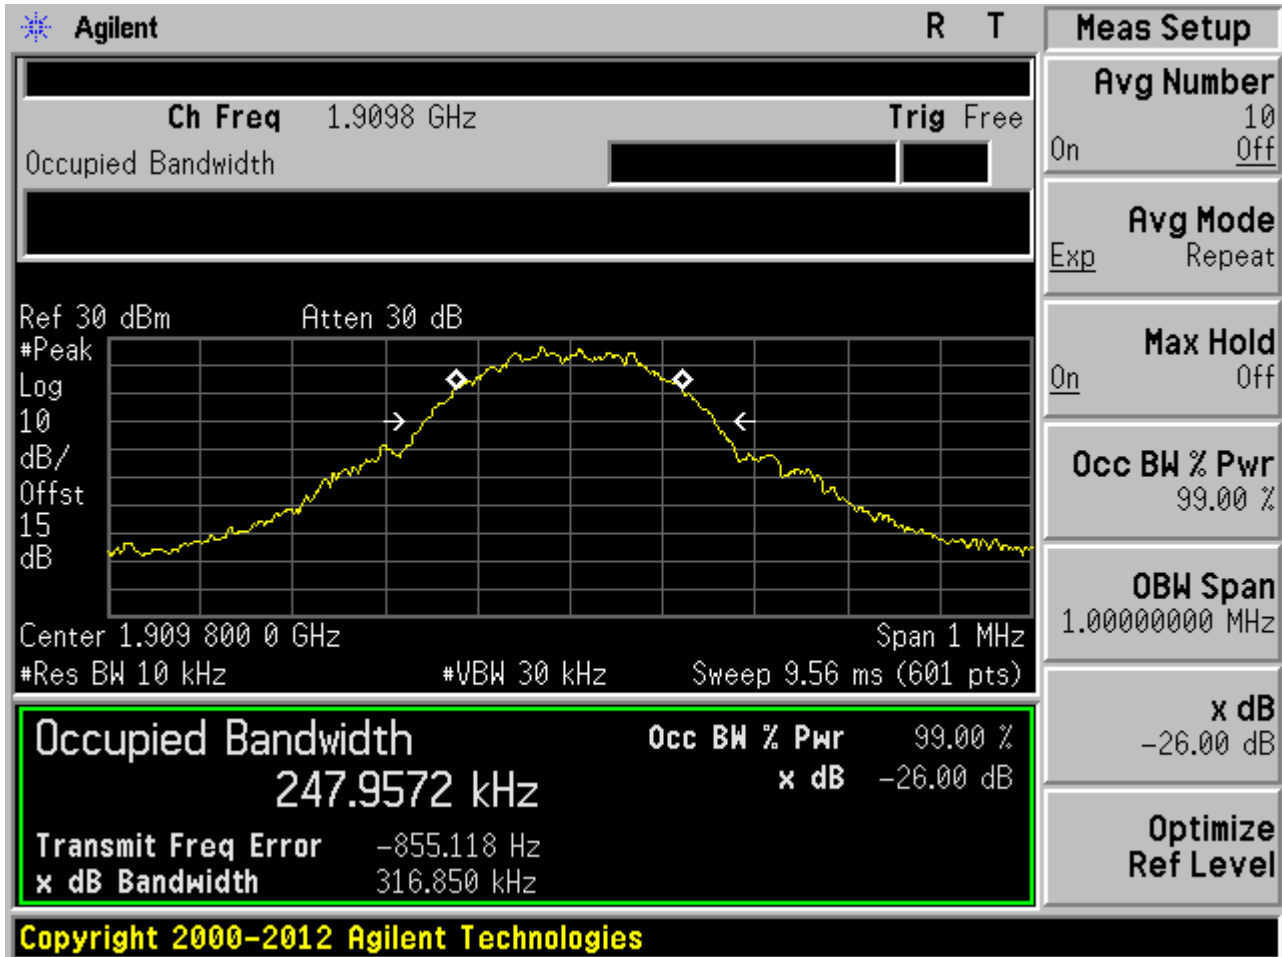 Agilent R T
Meas Setup
Ch Freq 1.9098 GHz Trig Free
Occupied Bandwidth
Avg Number
10
On Off
Avg Mode
Exp Repeat
Max Hold
On Off
Occ BW % Pwr
99.00 %
OBW Span
1.00000000 MHz
x dB
-26.00 dB
Optimize
Ref Level
Ref 30 dBm Atten 30 dB
#Peak
Log
10
dB/
Offst
15
dB
Center 1.909 800 0 GHz Span 1 MHz
#Res BW 10 kHz #VBW 30 kHz Sweep 9.56 ms (601 pts)
Occupied Bandwidth Occ BW % Pwr 99.00 %
247.9572 kHz x dB -26.00 dB
Transmit Freq Error -855.118 Hz
x dB Bandwidth 316.850 kHz
Copyright 2000-2012 Agilent Technologies